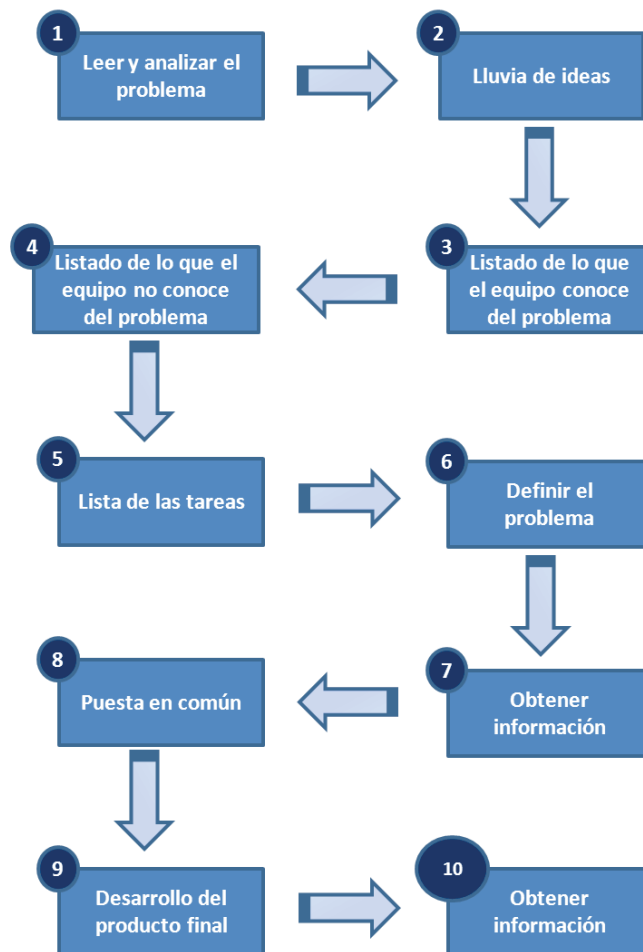 1
Leer y analizar el
problema
2
Lluvia de ideas
3
Listado de lo que
el equipo conoce
del problema
4
Listado de lo que el
equipo no conoce
del problema
5
Lista de las tareas
6
Definir el
problema
7
Obtener
información
8
Puesta en común
9
Desarrollo del
producto final
10
Obtener
información